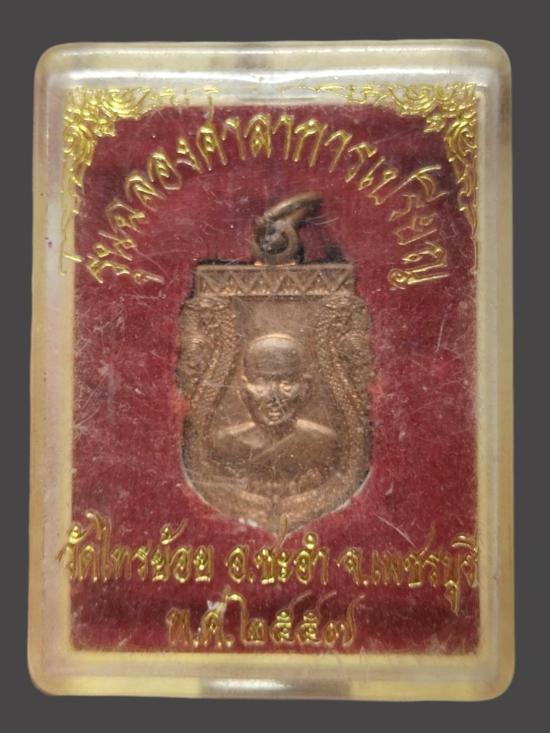 รุ่นฉลองศาลาการเปรียญ
วัดไทรย้อย อ.ชะอำ จ.เพชรบุรี
พ.ศ.๒๕๕๗